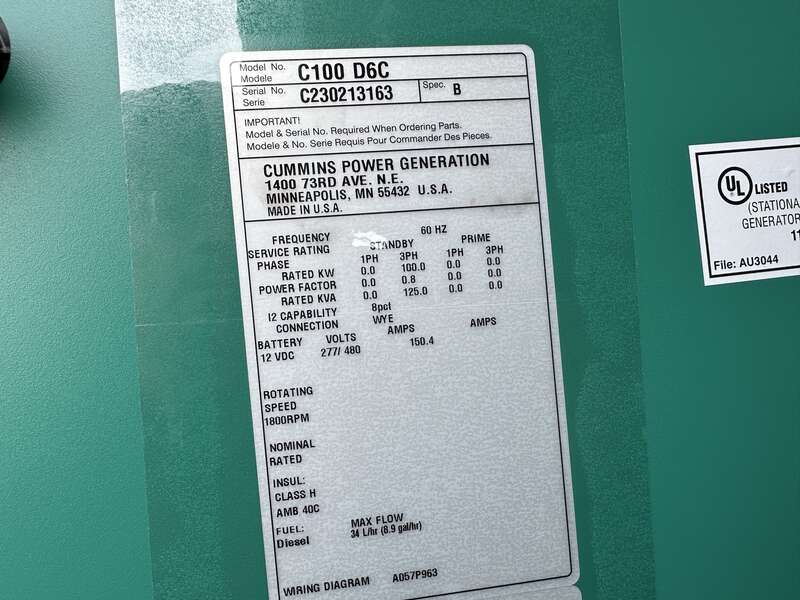 Model No. C100 D6C
Modele
Serial No. C230213163 Spec. B
Serie
IMPORTANT!
Model & Serial No. Required When Ordering Parts.
Modele & No. Serie Requis Pour Commander Des Pieces.
CUMMINS POWER GENERATION
1400 73RD AVE. N.E.
MINNEAPOLIS, MN 55432 U.S.A.
MADE IN U.S.A.
FREQUENCY 60 HZ
SERVICE RATING STANDBY PRIME
PHASE 1PH 3PH 1PH 3PH
RATED KW 0.0 100.0 0.0 0.0
POWER FACTOR 0.0 0.8 0.0 0.0
RATED KVA 0.0 125.0 0.0 0.0
I2 CAPABILITY 8pct
CONNECTION WYE
BATTERY VOLTS AMPS AMPS
12 VDC 277/ 480 150.4
ROTATING
SPEED
1800RPM
NOMINAL
RATED
INSUL:
CLASS H
AMB 40C
FUEL: MAX FLOW
Diesel 34 L/hr (8.9 gal/hr)
WIRING DIAGRAM A057P963
UL LISTED
(STATIONA
GENERATOR
11
File: AU3044